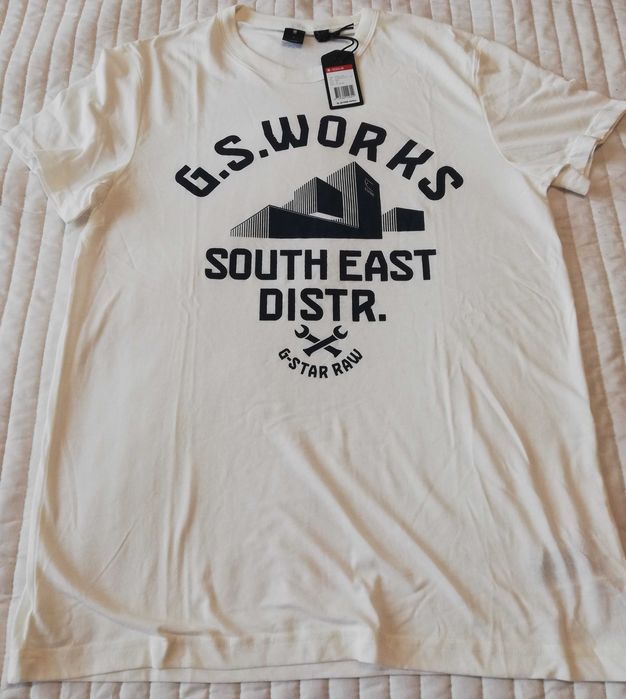 G.S.WORKS
SOUTH EAST
DISTR.
G-STAR RAW